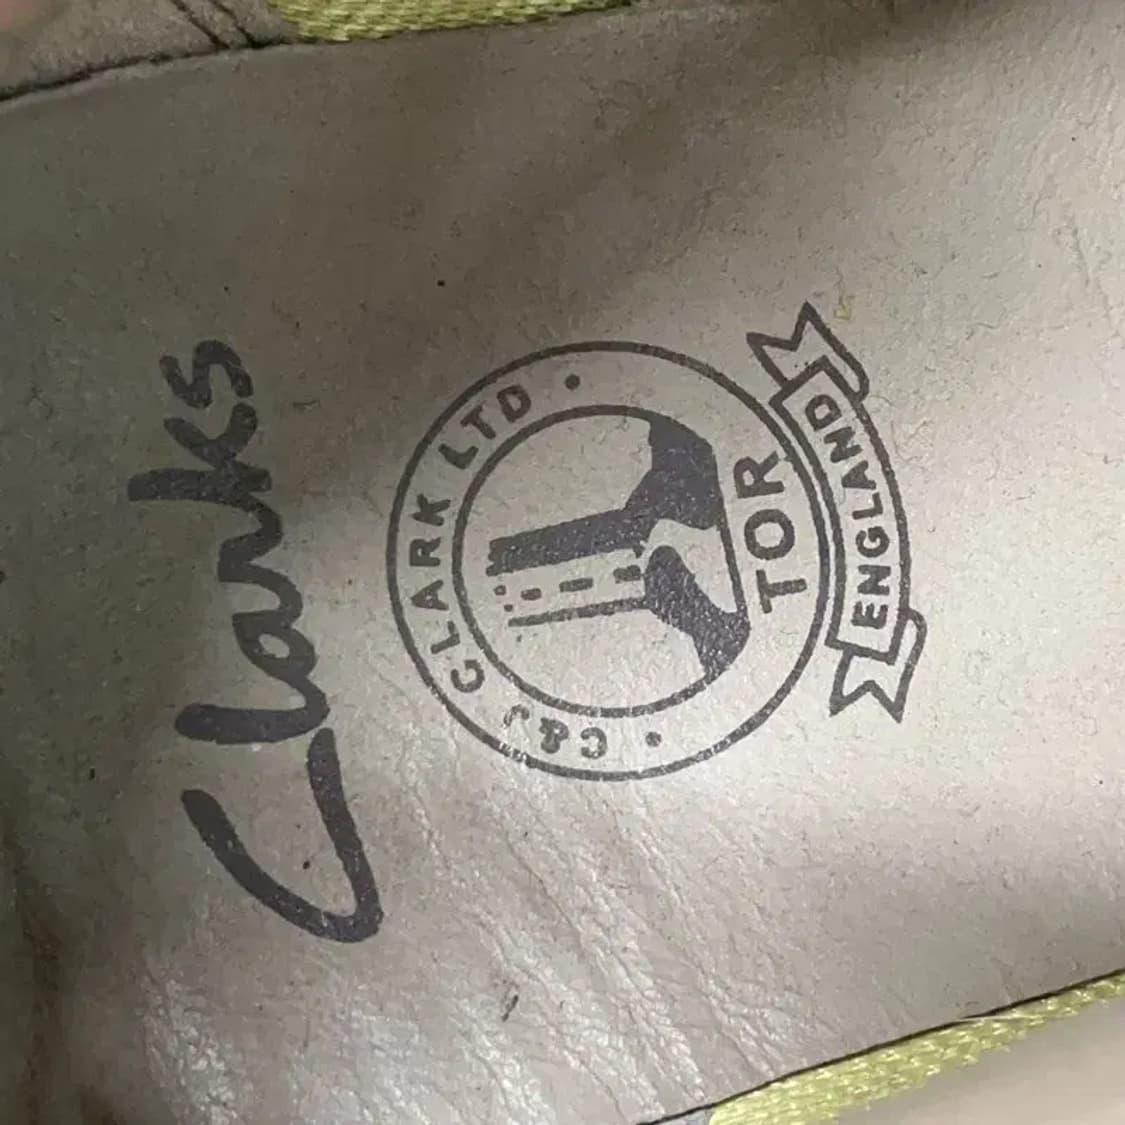 Clarks
C&J CLARK LTD
TOR
ENGLAND